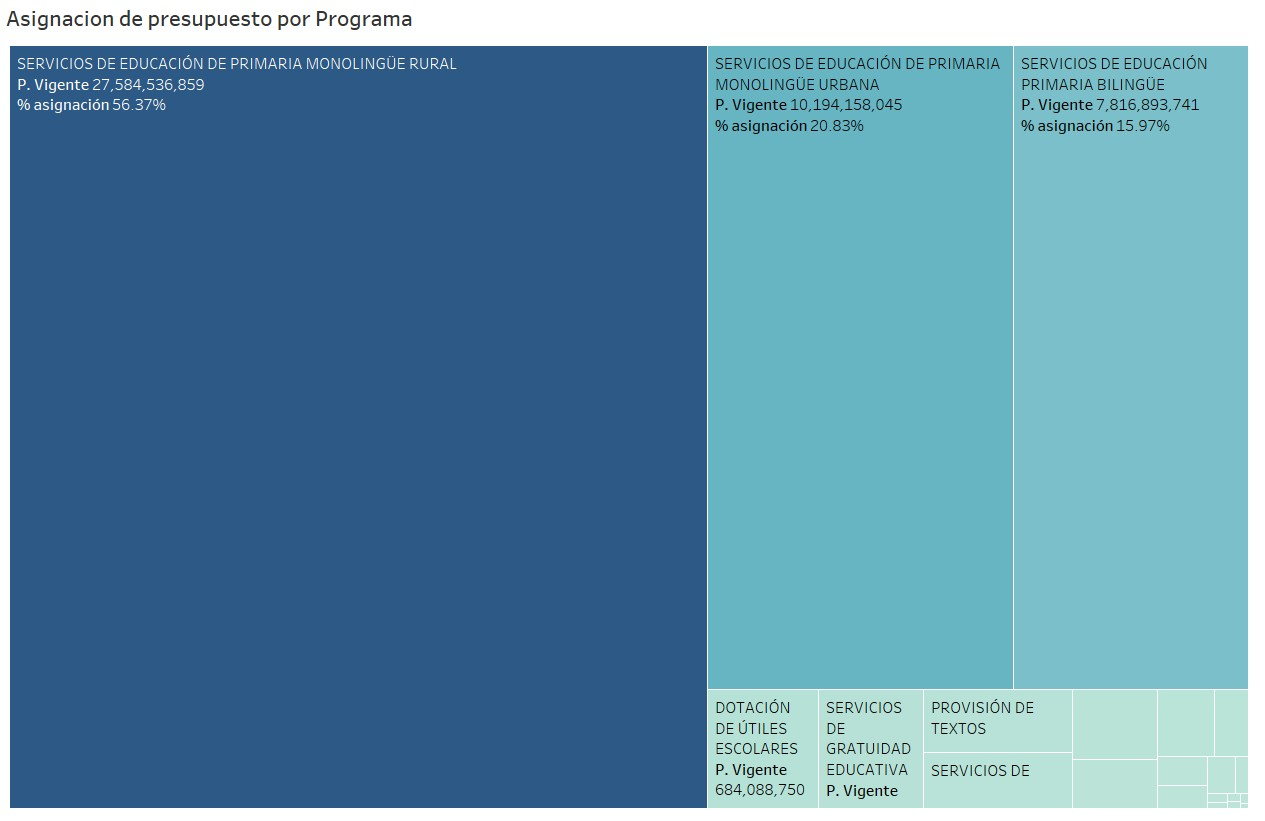 Asignacion de presupuesto por Programa
SERVICIOS DE EDUCACIÓN DE PRIMARIA MONOLINGÜE RURAL
P. Vigente 27,584,536,859
% asignación 56.37%
SERVICIOS DE EDUCACIÓN DE PRIMARIA
MONOLINGÜE URBANA
P. Vigente 10,194,158,045
% asignación 20.83%
SERVICIOS DE EDUCACIÓN
PRIMARIA BILINGÜE
P. Vigente 7,816,893,741
% asignación 15.97%
DOTACIÓN
DE ÚTILES
ESCOLARES
P. Vigente
684,088,750
SERVICIOS
DE
GRATUIDAD
EDUCATIVA
P. Vigente
PROVISIÓN DE
TEXTOS
SERVICIOS DE